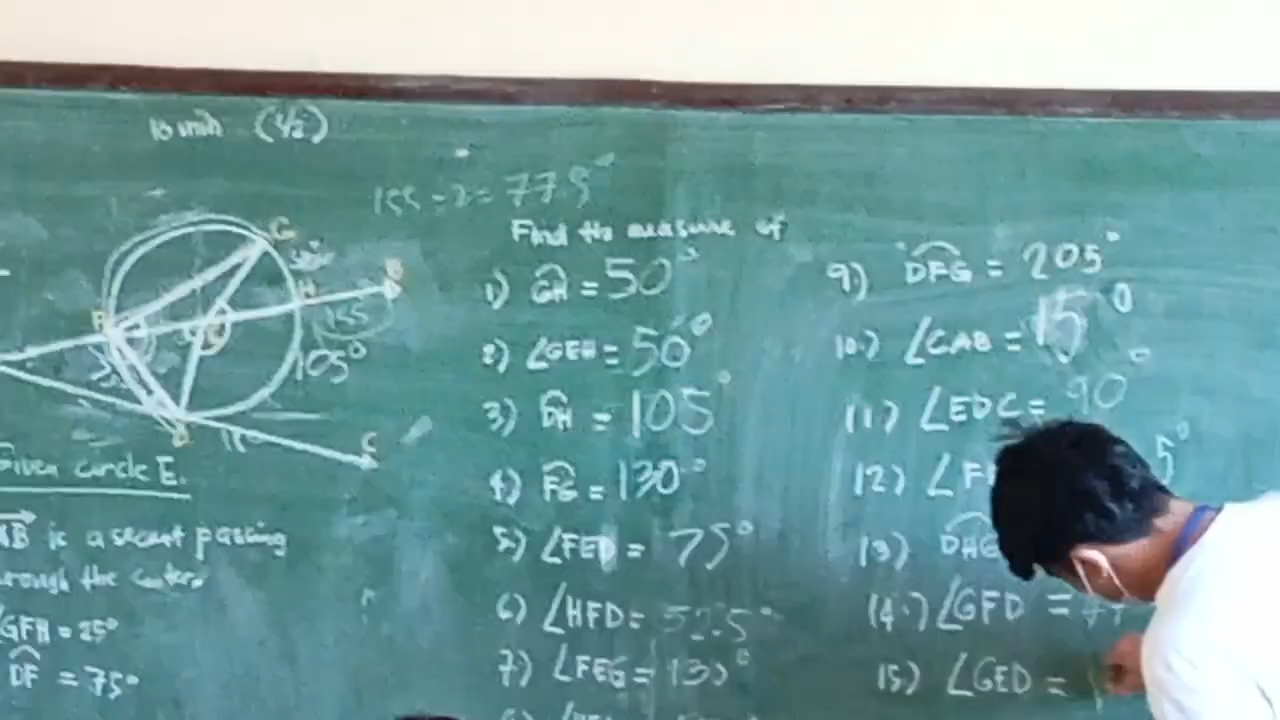 10 min (1/2)
155 ÷ 2 = 77.5°
G
H
B
155
105°
E
D
C
Given circle E.
AB is a secant passing
through the center.
∠GFH = 25°
DF = 75°
Find the measure of
1) GH = 50°
2) ∠GEH = 50°
3) DH = 105°
4) FG = 130°
5.) ∠FED = 75°
6) ∠HFD = 52.5°
7.) ∠FEG = 130°
9) DFG = 205°
10.) ∠CAB = 15°
11.) ∠EDC = 90°
12) ∠F 5°
13) DHG
14.) ∠GFD = 77
15) ∠GED =